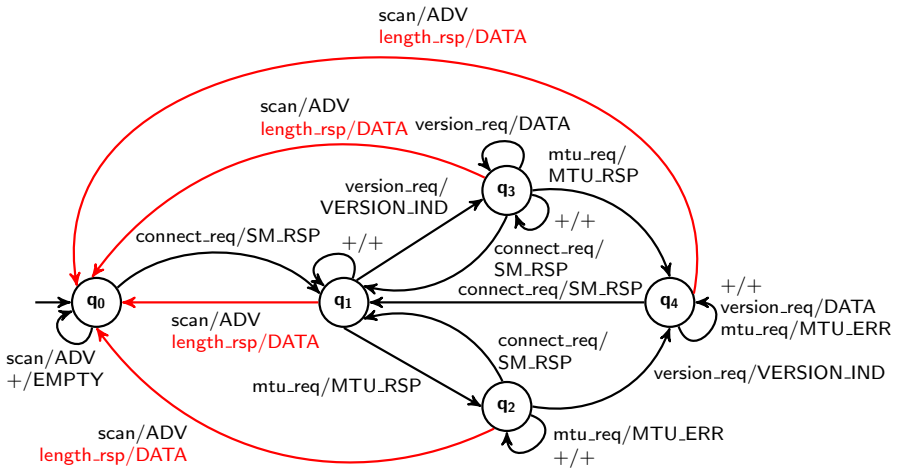 scan/ADV
length_rsp/DATA
scan/ADV
length_rsp/DATA
version_req/DATA
mtu_req/
MTU_RSP
q3
version_req/
VERSION_IND
+/+
connect_req/SM_RSP
+/+
connect_req/
SM_RSP
connect_req/SM_RSP
q0
q1
q4
+/+
version_req/DATA
mtu_req/MTU_ERR
scan/ADV
length_rsp/DATA
scan/ADV
+/EMPTY
connect_req/
SM_RSP
mtu_req/MTU_RSP
version_req/VERSION_IND
q2
scan/ADV
length_rsp/DATA
mtu_req/MTU_ERR
+/+